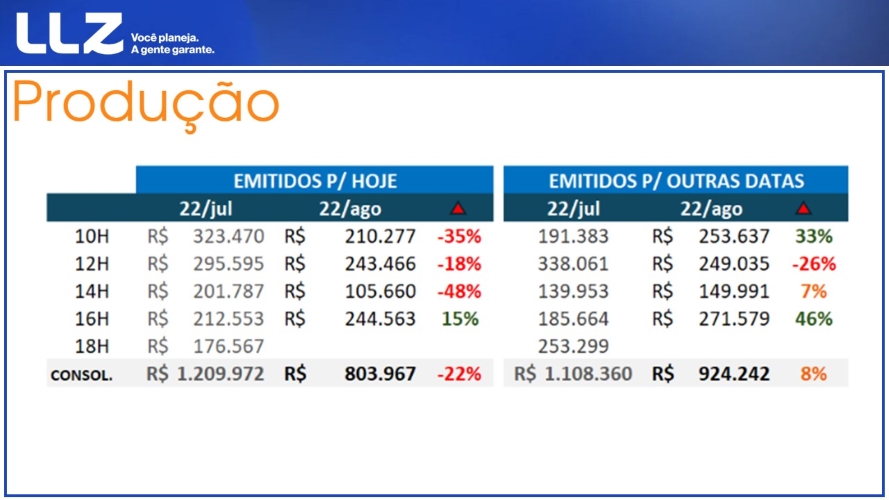 LLZ
Você planeja.
A gente garante.
Produção
EMITIDOS P/ HOJE EMITIDOS P/ OUTRAS DATAS
22/jul 22/ago 22/jul 22/ago
10H R$ 323.470 R$ 210.277 -35% 191.383 R$ 253.637 33%
12H R$ 295.595 R$ 243.466 -18% 338.061 R$ 249.035 -26%
14H R$ 201.787 R$ 105.660 -48% 139.953 R$ 149.991 7%
16H R$ 212.553 R$ 244.563 15% 185.664 R$ 271.579 46%
18H R$ 176.567 253.299
CONSOL. R$ 1.209.972 R$ 803.967 -22% R$ 1.108.360 R$ 924.242 8%